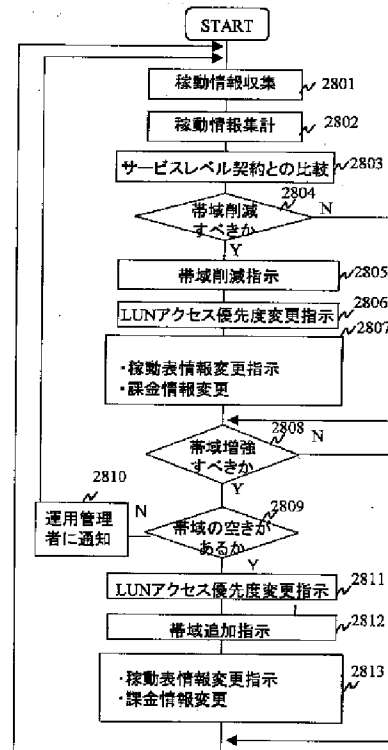 START
稼動情報収集
2801
稼動情報集計
2802
サービスレベル契約との比較
2803
2804
帯域削減
すべきか
N
Y
帯域削減指示
2805
2806
LUNアクセス優先度変更指示
2807
・稼動表情報変更指示
・課金情報変更
2808
帯域増強
すべきか
N
Y
2810
運用管理
者に通知
N
2809
帯域の空きが
あるか
Y
2811
LUNアクセス優先度変更指示
2812
帯域追加指示
2813
・稼動表情報変更指示
・課金情報変更